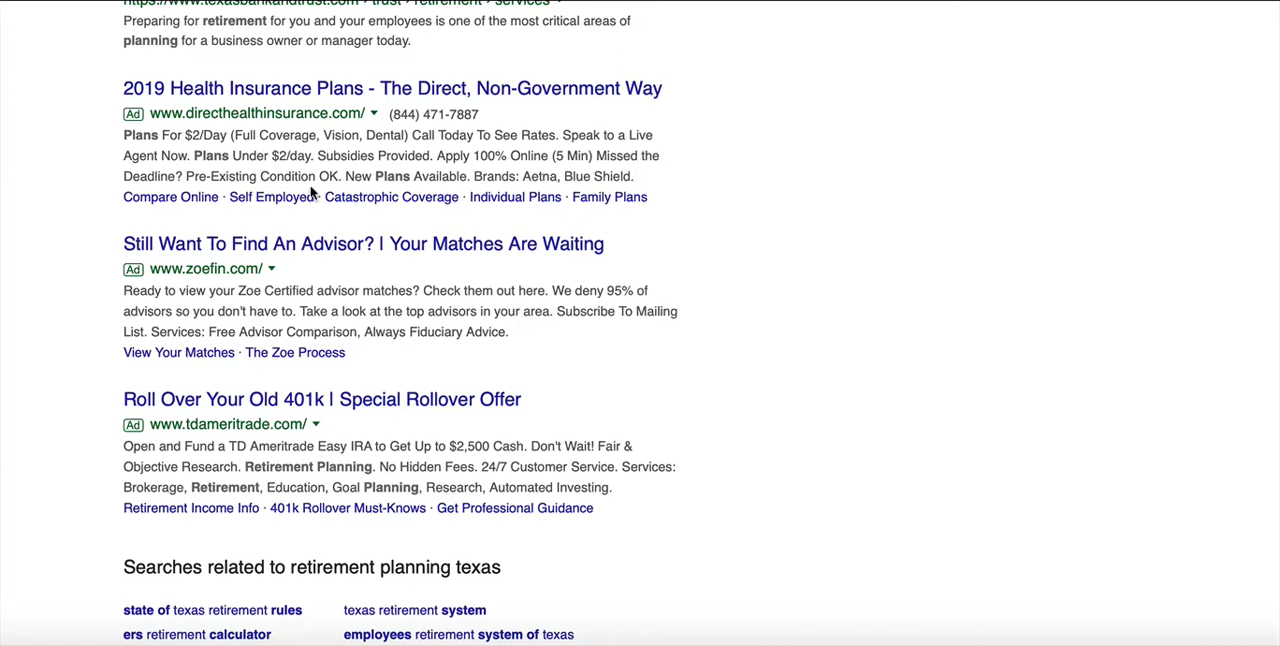 https://www.texasbankandtrust.com › trust › retirement › services
Preparing for retirement for you and your employees is one of the most critical areas of
planning for a business owner or manager today.
2019 Health Insurance Plans - The Direct, Non-Government Way
Ad www.directhealthinsurance.com/ (844) 471-7887
Plans For $2/Day (Full Coverage, Vision, Dental) Call Today To See Rates. Speak to a Live
Agent Now. Plans Under $2/day. Subsidies Provided. Apply 100% Online (5 Min) Missed the
Deadline? Pre-Existing Condition OK. New Plans Available. Brands: Aetna, Blue Shield.
Compare Online · Self Employed · Catastrophic Coverage · Individual Plans · Family Plans
Still Want To Find An Advisor? | Your Matches Are Waiting
Ad www.zoefin.com/
Ready to view your Zoe Certified advisor matches? Check them out here. We deny 95% of
advisors so you don't have to. Take a look at the top advisors in your area. Subscribe To Mailing
List. Services: Free Advisor Comparison, Always Fiduciary Advice.
View Your Matches · The Zoe Process
Roll Over Your Old 401k | Special Rollover Offer
Ad www.tdameritrade.com/
Open and Fund a TD Ameritrade Easy IRA to Get Up to $2,500 Cash. Don't Wait! Fair &
Objective Research. Retirement Planning. No Hidden Fees. 24/7 Customer Service. Services:
Brokerage, Retirement, Education, Goal Planning, Research, Automated Investing.
Retirement Income Info · 401k Rollover Must-Knows · Get Professional Guidance
Searches related to retirement planning texas
state of texas retirement rules texas retirement system
ers retirement calculator employees retirement system of texas